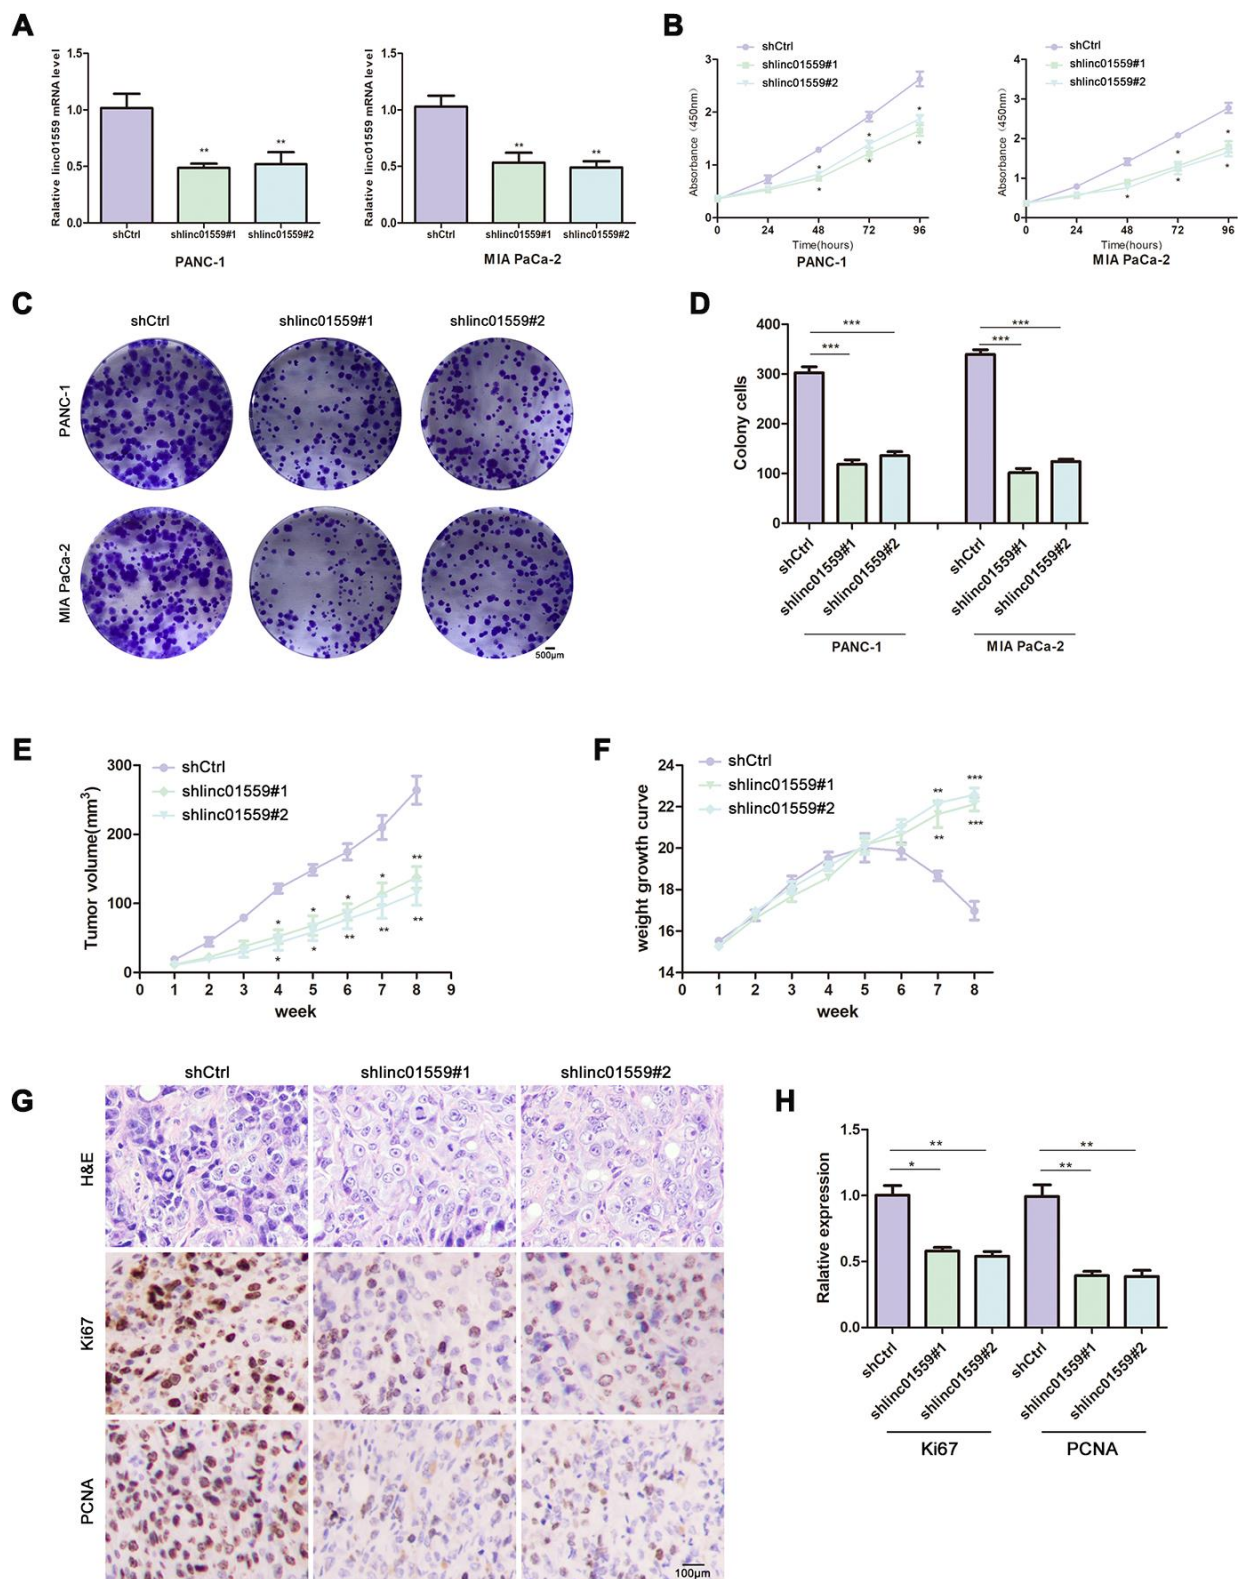 A
Ralative linc01559 mRNA level
1.5
1.0
0.5
0.0
**
**
shCtrl
shlinc01559#1
shlinc01559#2
PANC-1
Ralative linc01559 mRNA level
1.5
1.0
0.5
0.0
**
**
shCtrl
shlinc01559#1
shlinc01559#2
MIA PaCa-2
B
shCtrl
shlinc01559#1
shlinc01559#2
Absorbance (450nm)
3
2
1
0
* * *
* * *
0 24 48 72 96
Time(hours)
PANC-1
shCtrl
shlinc01559#1
shlinc01559#2
Absorbance (450nm)
4
3
2
1
0
* *
* * *
0 24 48 72 96
Time(hours)
MIA PaCa-2
C
shCtrl shlinc01559#1 shlinc01559#2
PANC-1
MIA PaCa-2
500μm
D
Colony cells
400
300
200
100
0
***
***
***
***
shCtrl
shlinc01559#1
shlinc01559#2
shCtrl
shlinc01559#1
shlinc01559#2
PANC-1
MIA PaCa-2
E
shCtrl
shlinc01559#1
shlinc01559#2
Tumor volume(mm³)
300
200
100
0
* * * * **
* * ** ** **
0 1 2 3 4 5 6 7 8 9
week
F
shCtrl
shlinc01559#1
shlinc01559#2
weight growth curve
24
22
20
18
16
14
** ***
** ***
0 1 2 3 4 5 6 7 8
week
G
shCtrl shlinc01559#1 shlinc01559#2
H&E
Ki67
PCNA
100μm
H
Ralative expression
1.5
1.0
0.5
0.0
**
*
**
**
shCtrl
shlinc01559#1
shlinc01559#2
shCtrl
shlinc01559#1
shlinc01559#2
Ki67
PCNA